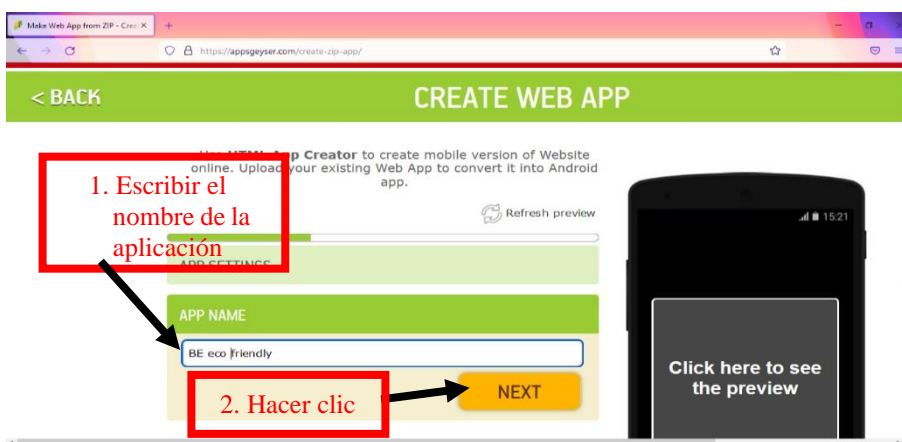 Make Web App from ZIP - Crea
https://appsgeyser.com/create-zip-app/
< BACK
CREATE WEB APP
HTML App Creator to create mobile version of Website
online. Upload your existing Web App to convert it into Android
app.
Refresh preview
15:21
1. Escribir el
nombre de la
aplicación
APP SETTINGS
APP NAME
BE eco friendly
2. Hacer clic
NEXT
Click here to see
the preview